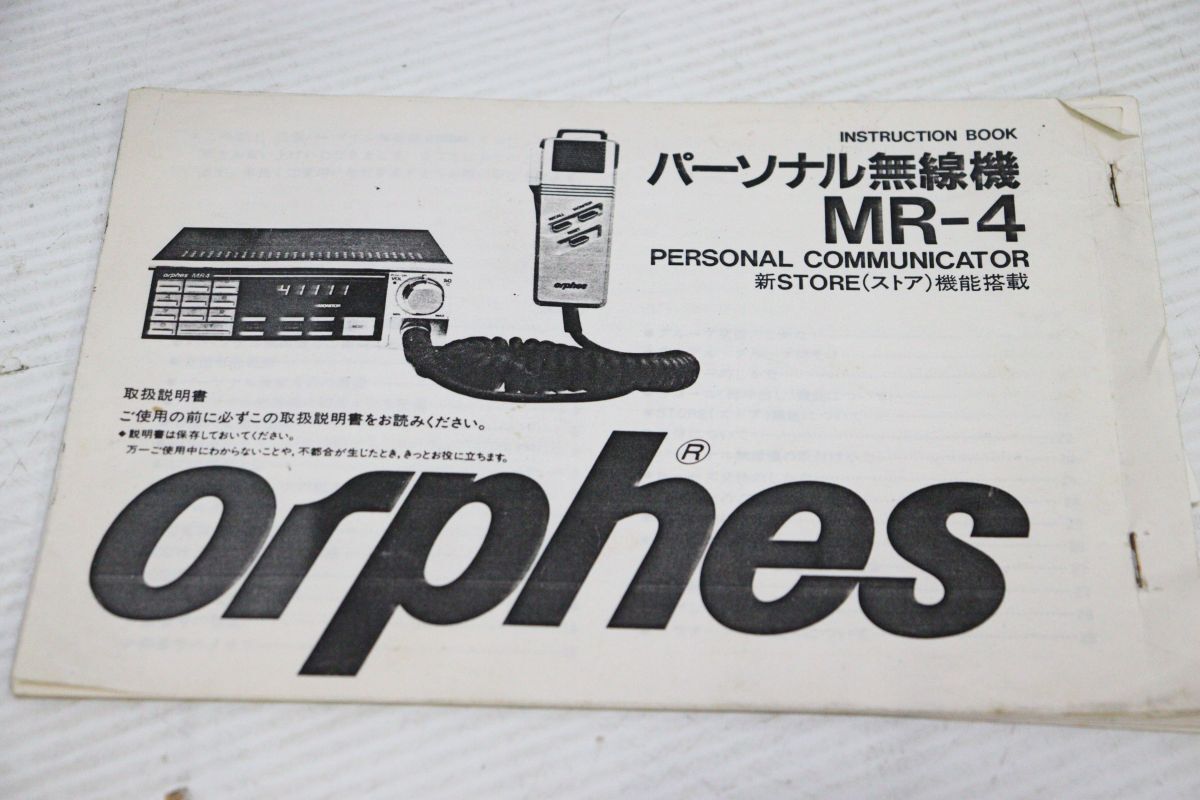 INSTRUCTION BOOK
パーソナル無線機
MR-4
PERSONAL COMMUNICATOR
新STORE(ストア)機能搭載
orphes MR4
41111
MONITOR
RECALL MONITOR
orphes
取扱説明書
ご使用の前に必ずこの取扱説明書をお読みください。
◆説明書は保存しておいてください。
万一ご使用中にわからないことや、不都合が生じたとき、きっとお役に立ちます。
orphes®